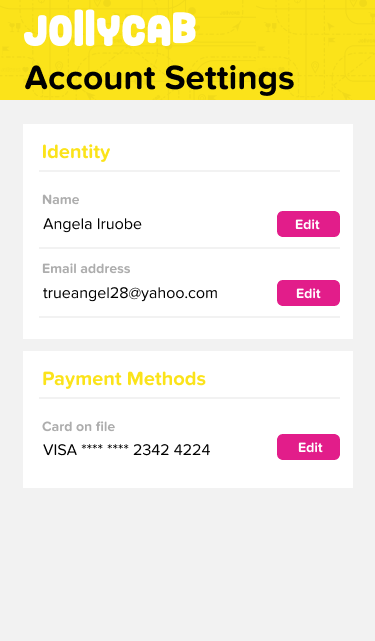 JOLLYCAB
Account Settings
Identity
Name
Angela Iruobe
Edit
Email address
trueangel28@yahoo.com
Edit
Payment Methods
Card on file
VISA **** **** 2342 4224
Edit